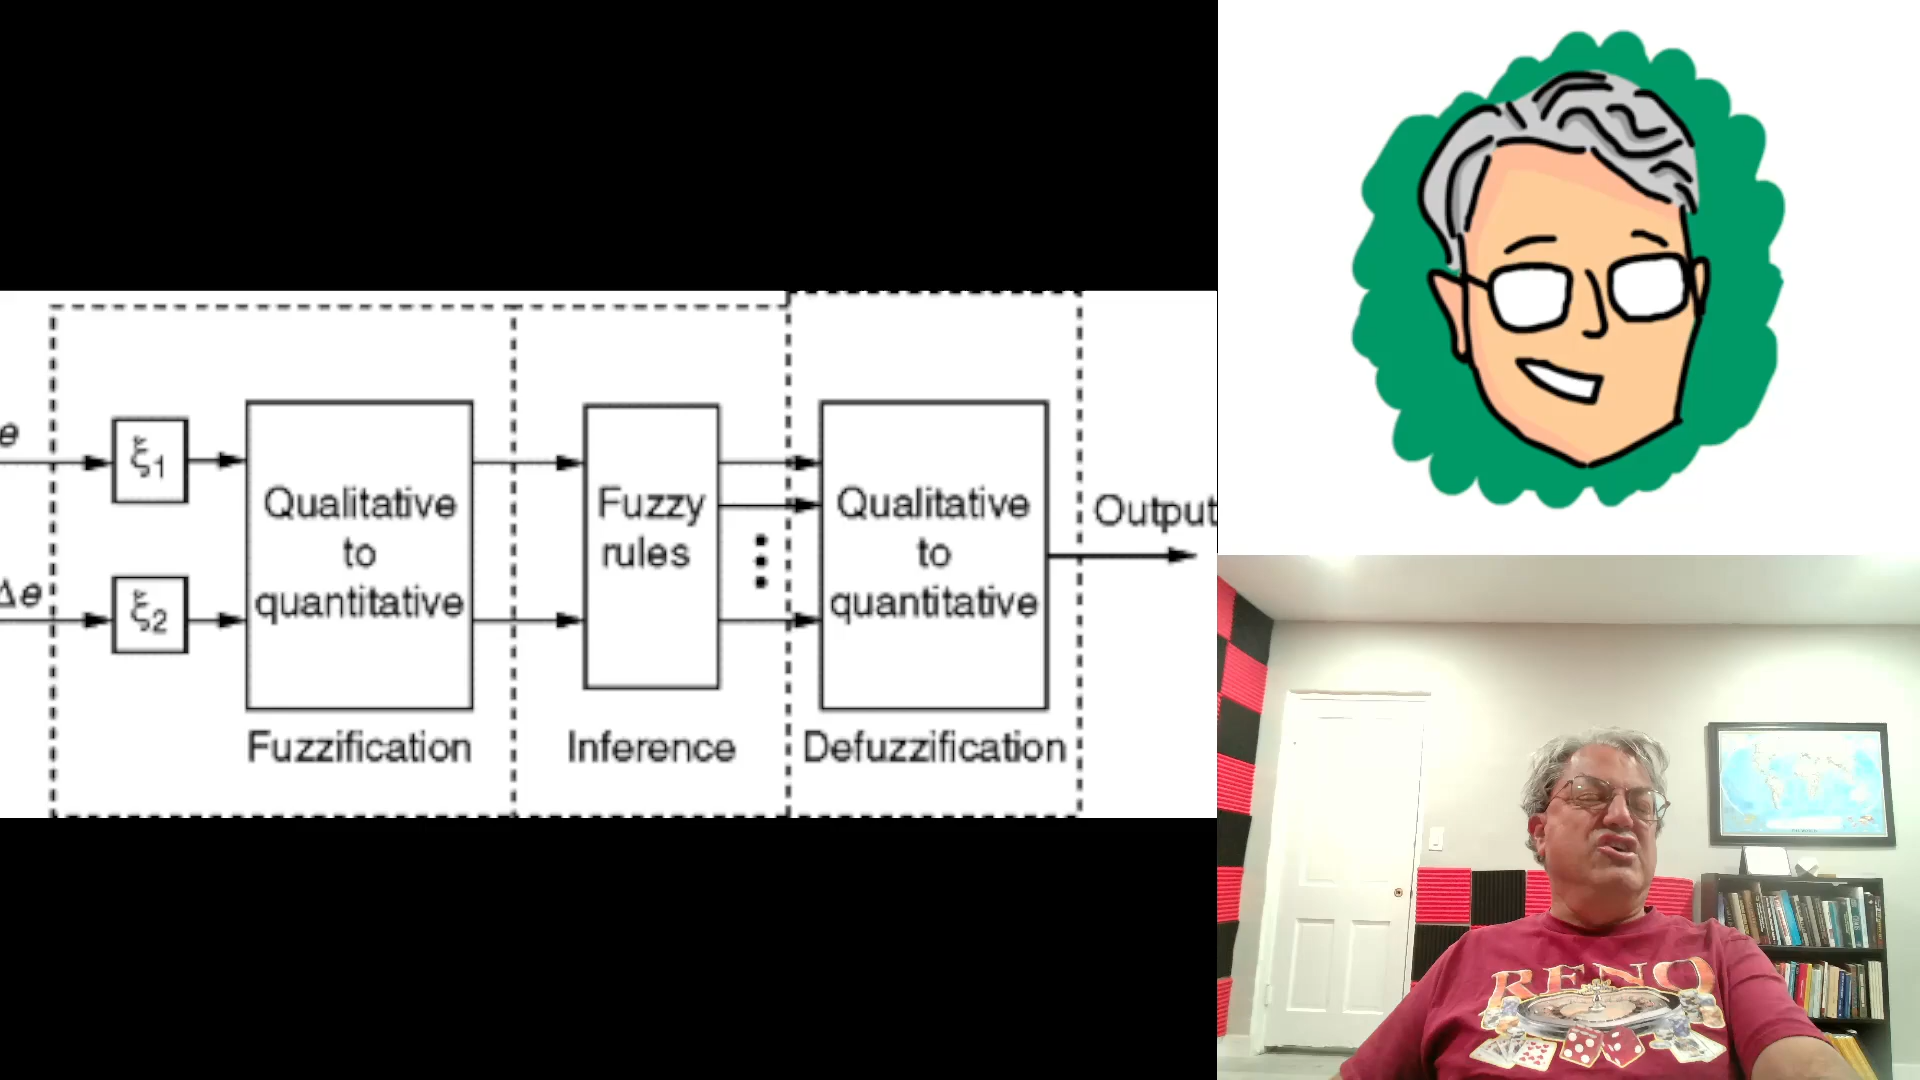 e
ξ1
Δe
ξ2
Qualitative
to
quantitative
Fuzzification
Fuzzy
rules
Inference
Qualitative
to
quantitative
Defuzzification
Output
RENO